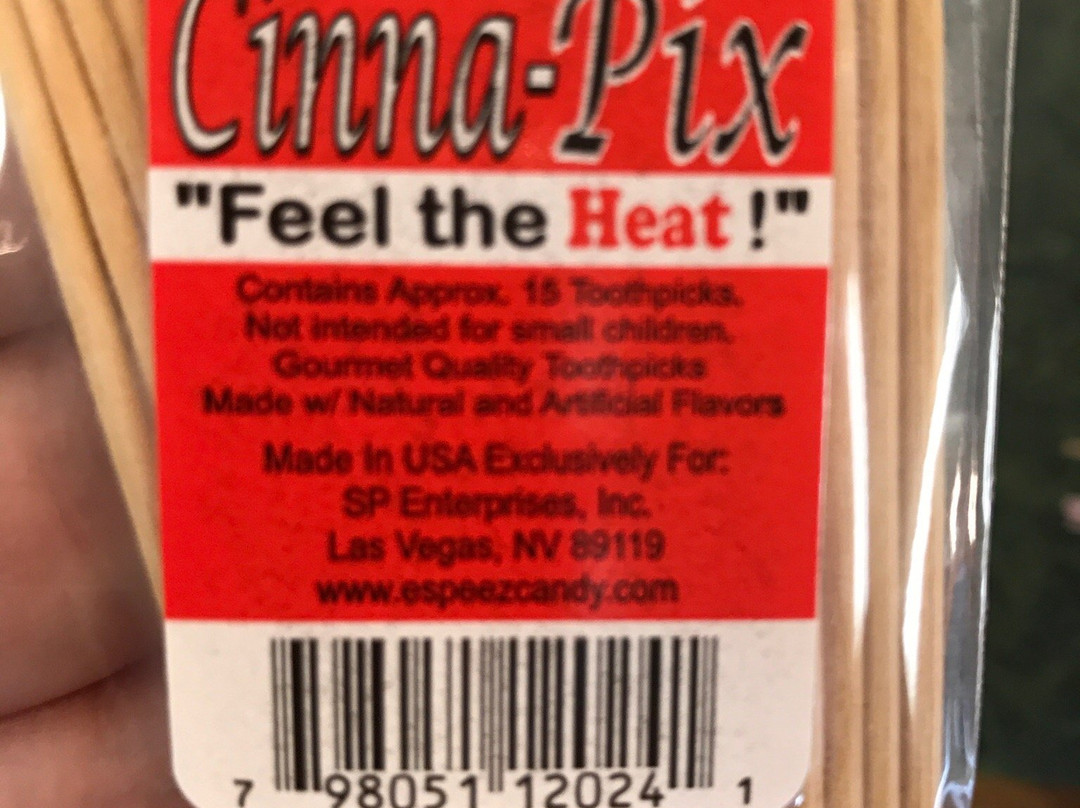 Cinna-Pix
"Feel the Heat!"
Contains Approx. 15 Toothpicks.
Not intended for small children.
Gourmet Quality Toothpicks
Made w/ Natural and Artificial Flavors
Made In USA Exclusively For:
SP Enterprises, Inc.
Las Vegas, NV 89119
www.espeezcandy.com
7 98051 12024 1